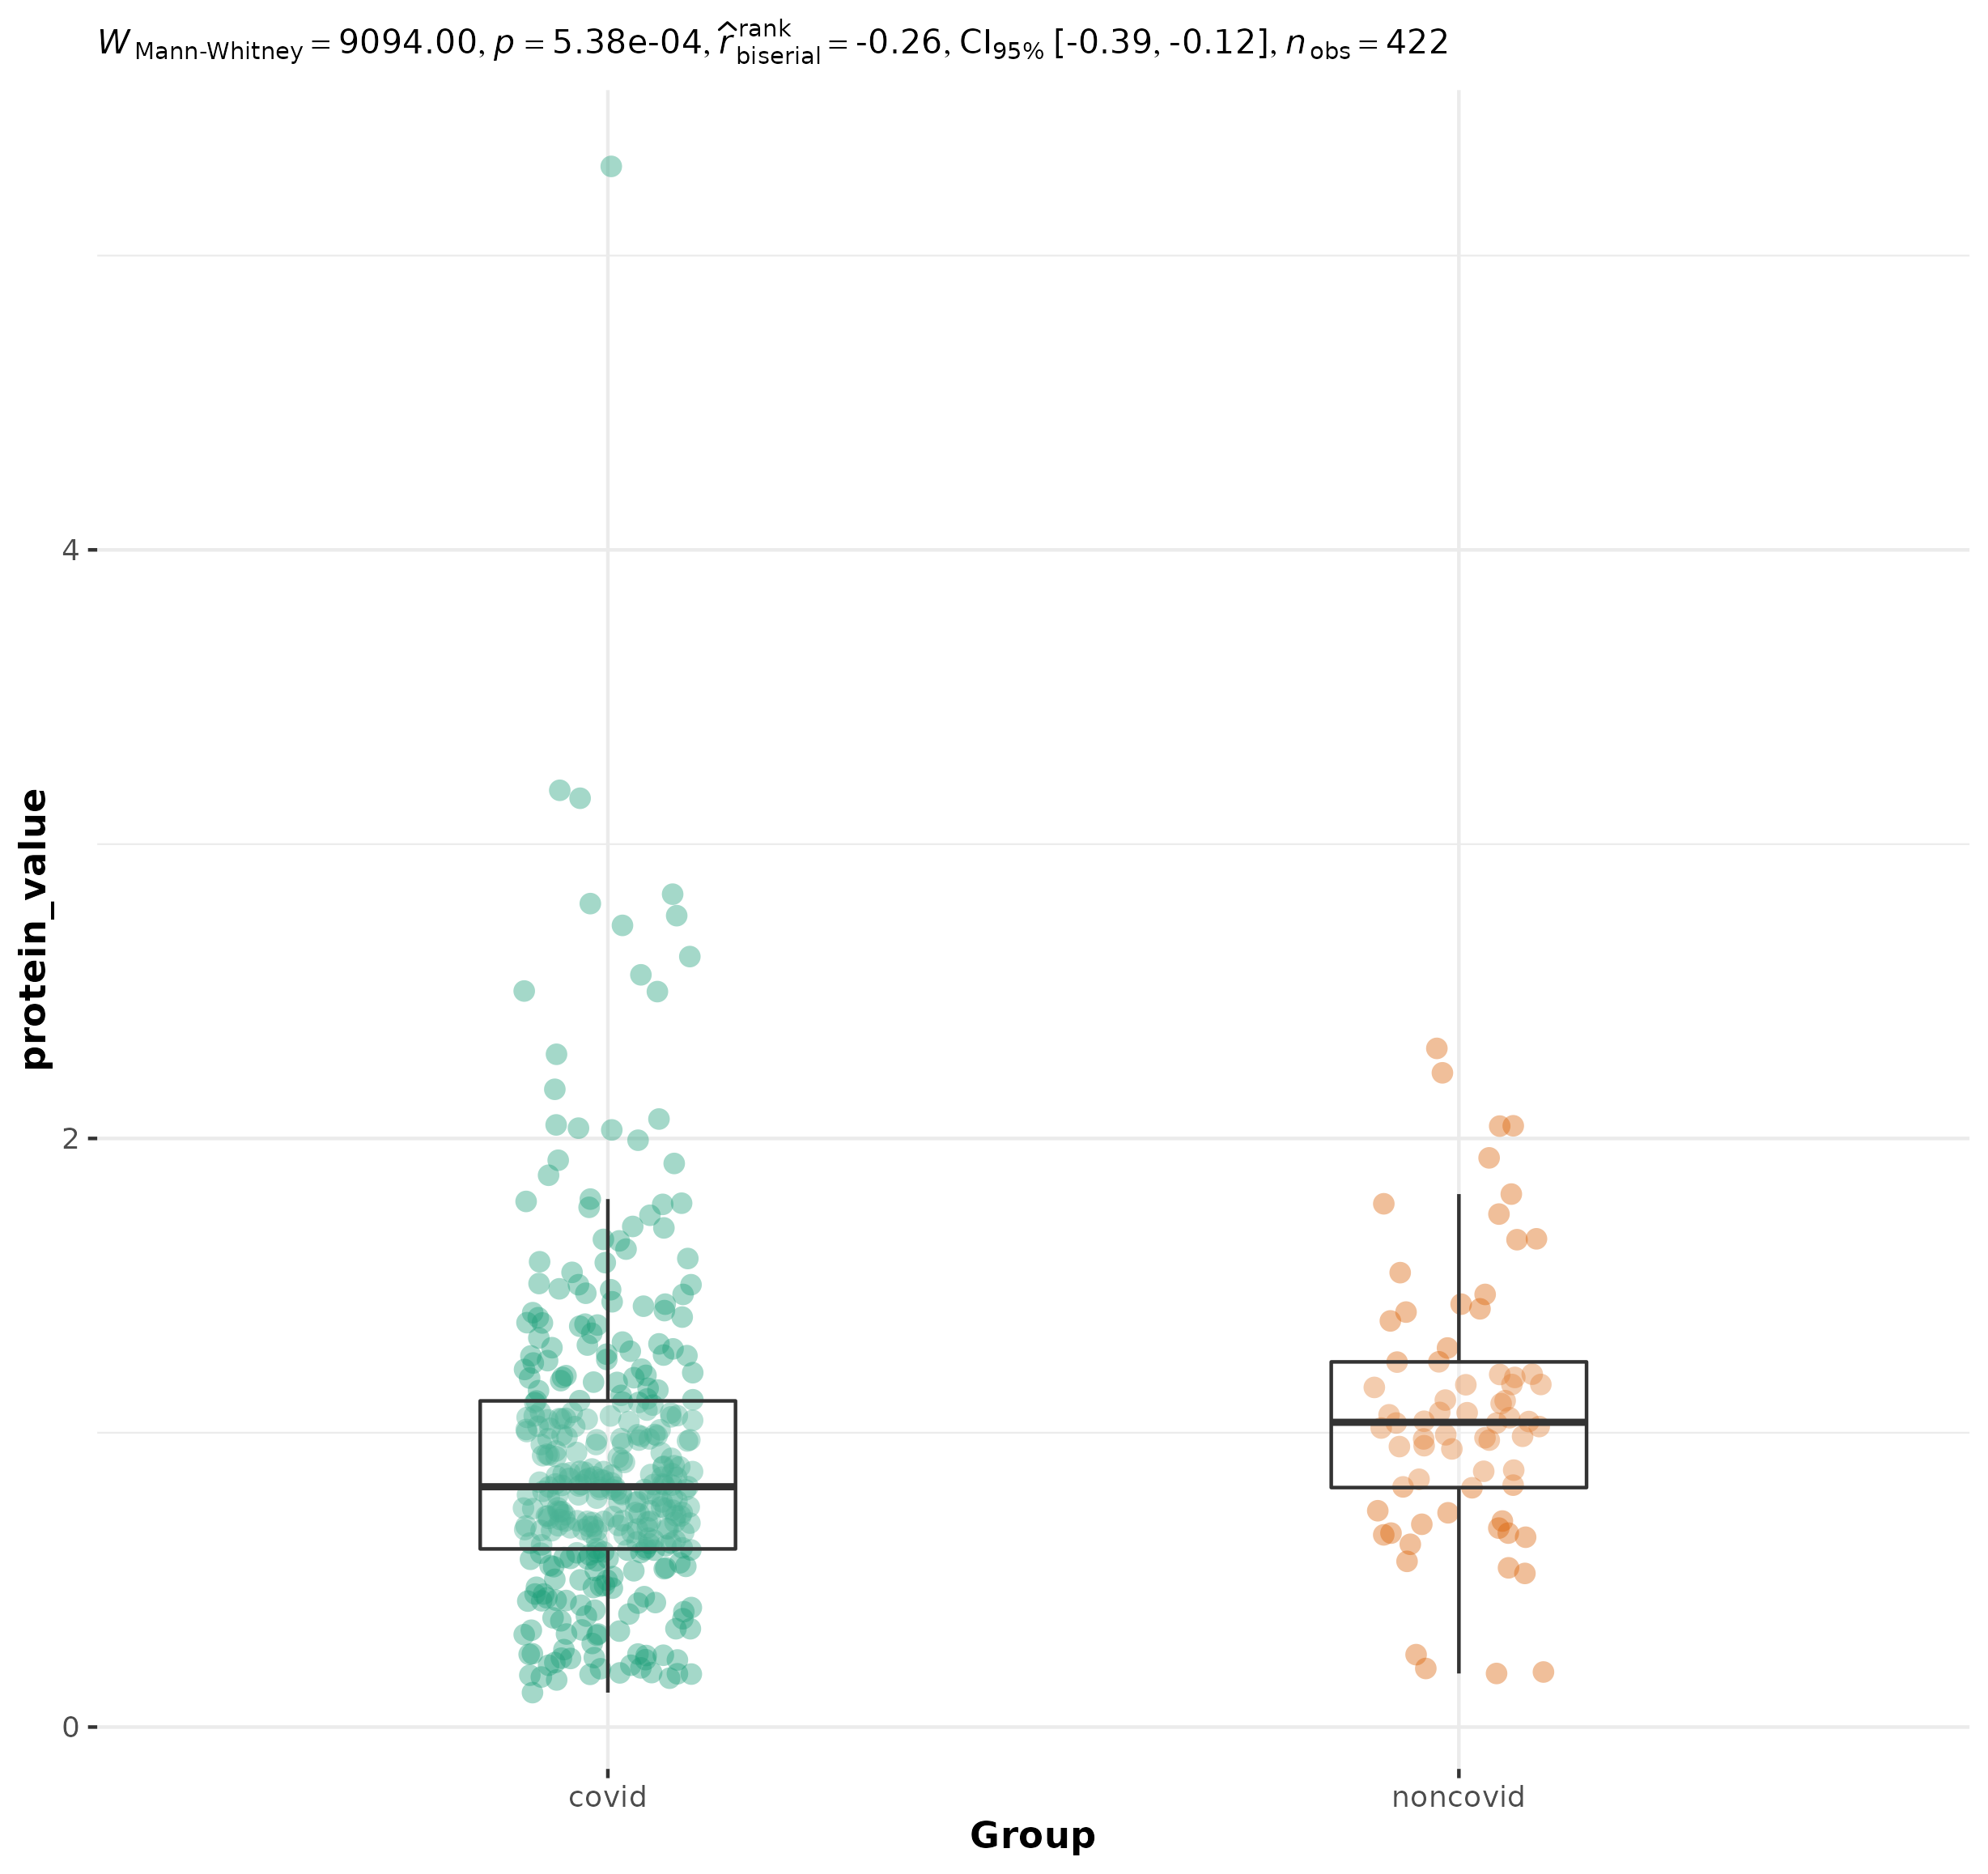 W Mann-Whitney = 9094.00, p = 5.38e-04, r̂ rank biserial = -0.26, CI95% [-0.39, -0.12], n obs = 422
4
2
0
protein_value
covid noncovid
Group